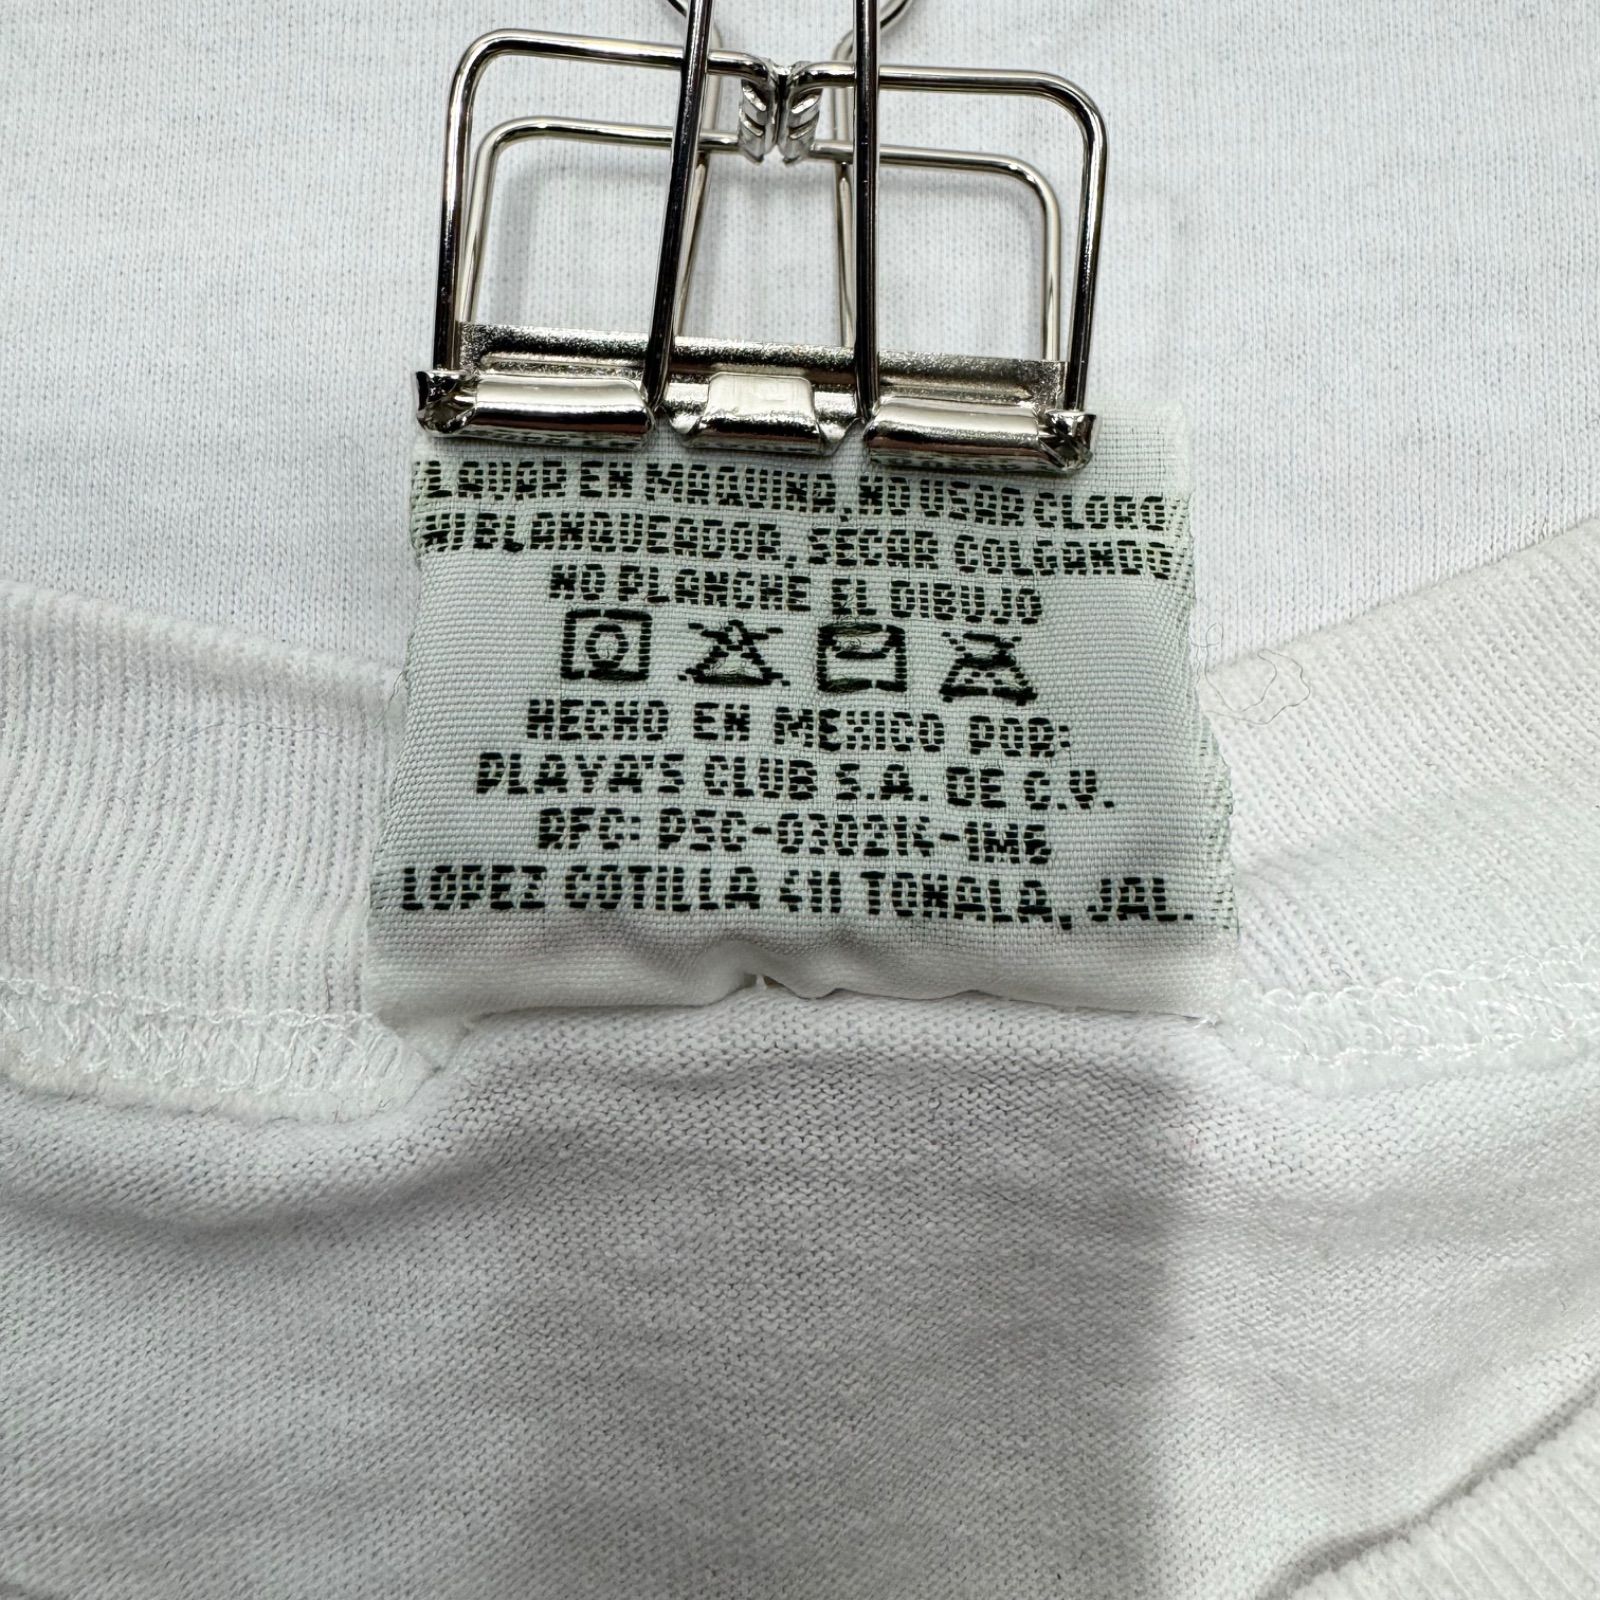 LAVAR EN MAQUINA, NO USAR CLORO
NI BLANQUEADOR, SECAR COLGANDO
NO PLANCHE EL DIBUJO
HECHO EN MEXICO POR:
PLAYA'S CLUB S.A. DE C.V.
RFC: PSC-030214-1M6
LOPEZ COTILLA 411 TONALA, JAL.